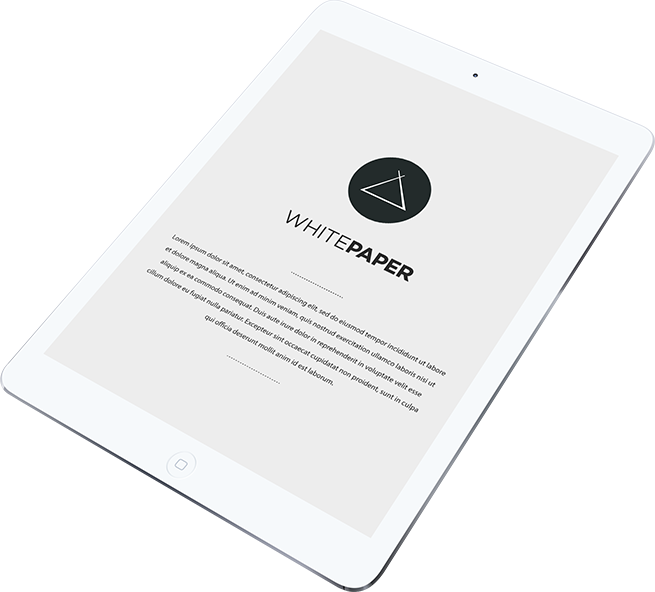 WHITEPAPER
Lorem ipsum dolor sit amet, consectetur adipiscing elis, sed do eiusmod tempor incididunt ut labore
et dolore magna aliqua. Ut enim ad minim veniam, quis nostrud exercitation ullamco laboris nisi ut
aliquip ex ea commodo consequat. Duis aute irure dolor in reprehenderit in voluptate velit esse
cillum dolore eu fugiat nulla pariatur. Excepteur sint occaecat cupidatat non proident, sunt in culpa
qui officia deserunt mollit anim id est laborum.